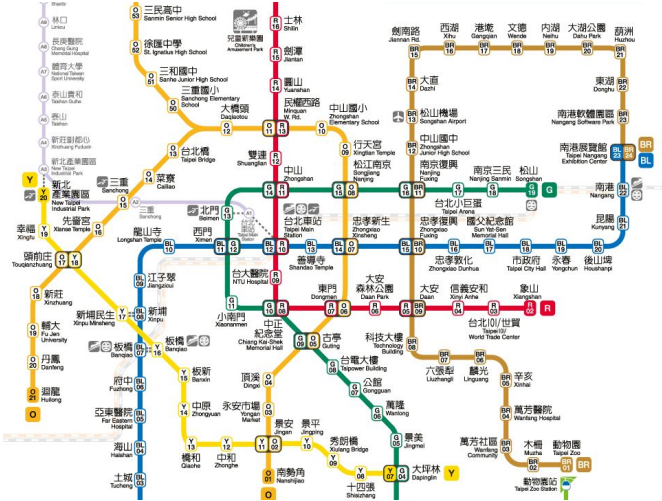 三民高中
Sanmin Senior High School
徐匯中學
St. Ignatius High School
三和國中
Sanhe Junior High School
三重國小
Sanchong Elementary School
大橋頭
Daqiaotou
台北橋
Taipei Bridge
菜寮
Cailiao
三重
Sanchong
先嗇宮
Xianse Temple
頭前庄
Touqianzhuang
新莊
Xinzhuang
輔大
Fu Jen University
丹鳳
Danfeng
迴龍
Huilong
林口
Linkou
長庚醫院
體育大學
National Taiwan Sport University
泰山貴和
Taishan Guihe
泰山
Taishan
新莊副都心
Xinzhuang Fuduxin
新北產業園區
New Taipei Industrial Park
新北產業園區
New Taipei Industrial Park
幸福
Xingfu
三重
Sanchong
兒童新樂園
Children's Amusement Park
士林
Shilin
劍潭
Jiantan
圓山
Yuanshan
民權西路
Minquan W. Rd.
中山國小
Zhongshan Elementary School
雙連
Shuanglian
行天宮
Xingtian Temple
中山
Zhongshan
松江南京
Songjiang Nanjing
北門
Beimen
台北車站
Taipei Main Station
忠孝新生
Zhongxiao Xinsheng
善導寺
Shandao Temple
西門
Ximen
龍山寺
Longshan Temple
台大醫院
NTU Hospital
小南門
Xiaonanmen
中正紀念堂
Chiang Kai-Shek Memorial Hall
東門
Dongmen
大安森林公園
Daan Park
大安
Daan
信義安和
Xinyi Anhe
台北101/世貿
Taipei 101/ World Trade Center
象山
Xiangshan
劍南路
Jiannan Rd.
西湖
Xihu
港墘
Gangqian
文德
Wende
內湖
Neihu
大湖公園
Dahu Park
葫洲
Huzhou
東湖
Donghu
南港軟體園區
Nangang Software Park
南港展覽館
Taipei Nangang Exhibition Center
南港
Nangang
昆陽
Kunyang
後山埤
Houshanpi
永春
Yongchun
市政府
Taipei City Hall
國父紀念館
Sun Yat-Sen Memorial Hall
忠孝敦化
Zhongxiao Dunhua
忠孝復興
Zhongxiao Fuxing
大直
Dazhi
松山機場
Songshan Airport
中山國中
Zhongshan Junior High School
南京復興
Nanjing Fuxing
台北小巨蛋
Taipei Arena
南京三民
Nanjing Sanmin
松山
Songshan
科技大樓
Technology Building
六張犁
Liuzhangli
麟光
Linguang
辛亥
Xinhai
萬芳醫院
Wanfang Hospital
萬芳社區
Wanfang Community
木柵
Muzha
動物園
Taipei Zoo
動物園站
Taipei Zoo Station
古亭
Guting
台電大樓
Taipower Building
公館
Gongguan
萬隆
Wanlong
景美
Jingmei
大坪林
Dapinglin
十四張
Shisizhang
秀朗橋
Xiulang Bridge
景平
Jingping
景安
Jingan
南勢角
Nanshijiao
永安市場
Yongan Market
頂溪
Dingxi
中和
Zhonghe
橋和
Qiaohe
中原
Zhongyuan
板新
Banxin
板橋
Banqiao
板橋
Banqiao
新埔民生
Xinpu Minsheng
新埔
Xinpu
江子翠
Jiangzicui
府中
Fuzhong
亞東醫院
Far Eastern Hospital
海山
Haishan
土城
Tucheng